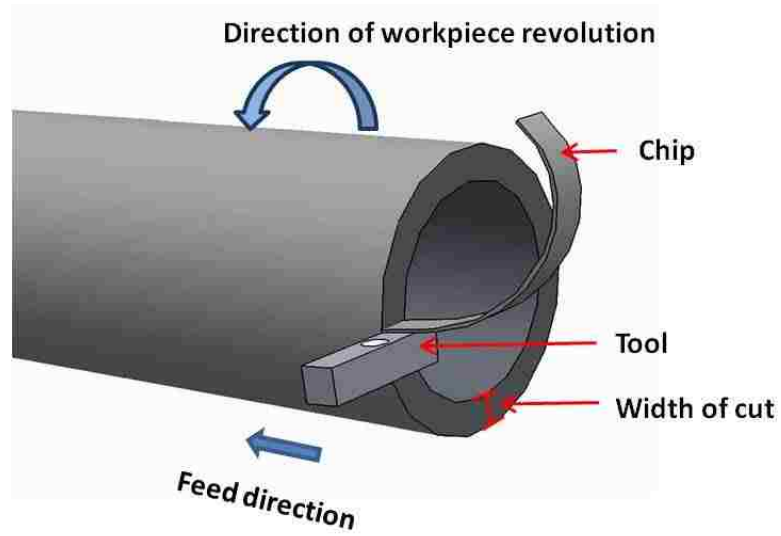 Direction of workpiece revolution
Chip
Tool
Width of cut
Feed direction